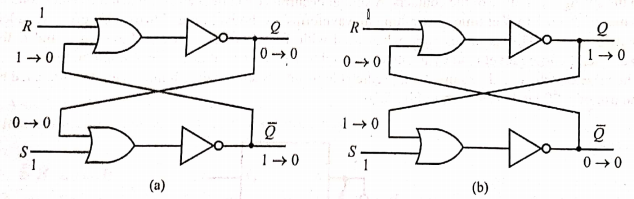 R 1 Q
1 → 0 0 → 0
0 → 0 Q̅
S 1 1 → 0
(a)
R 1 Q
0 → 0 1 → 0
1 → 0 Q̅
S 1 0 → 0
(b)